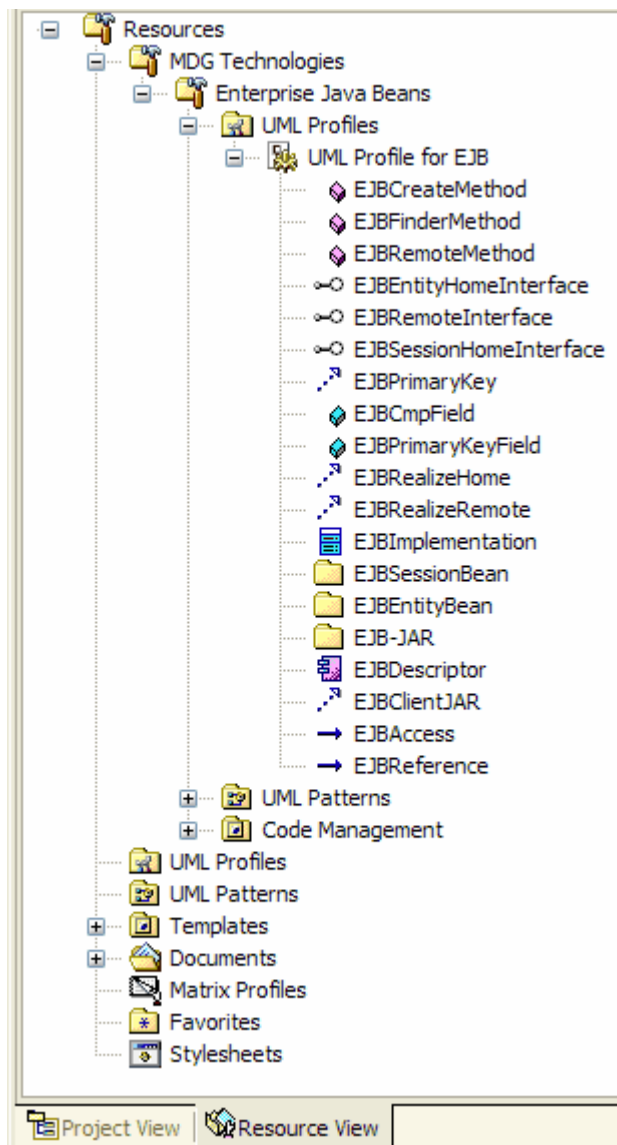 Resources
MDG Technologies
Enterprise Java Beans
UML Profiles
UML Profile for EJB
EJBCreateMethod
EJBFinderMethod
EJBRemoteMethod
EJBEntityHomeInterface
EJBRemoteInterface
EJBSessionHomeInterface
EJBPrimaryKey
EJBCmpField
EJBPrimaryKeyField
EJBRealizeHome
EJBRealizeRemote
EJBImplementation
EJBSessionBean
EJBEntityBean
EJB-JAR
EJBDescriptor
EJBClientJAR
EJBAccess
EJBReference
UML Patterns
Code Management
UML Profiles
UML Patterns
Templates
Documents
Matrix Profiles
Favorites
Stylesheets
Project View Resource View